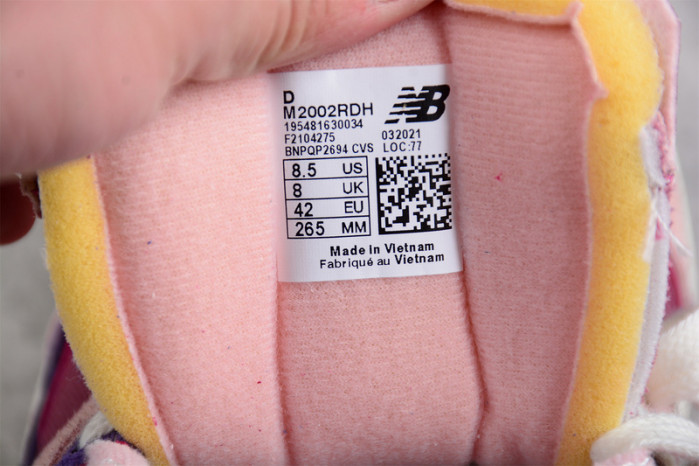 D
M2002RDH NB
195481630034
F2104275 032021
BNPQP2694 CVS LOC:77
8.5 US
8 UK
42 EU
265 MM
Made in Vietnam
Fabriqué au Vietnam